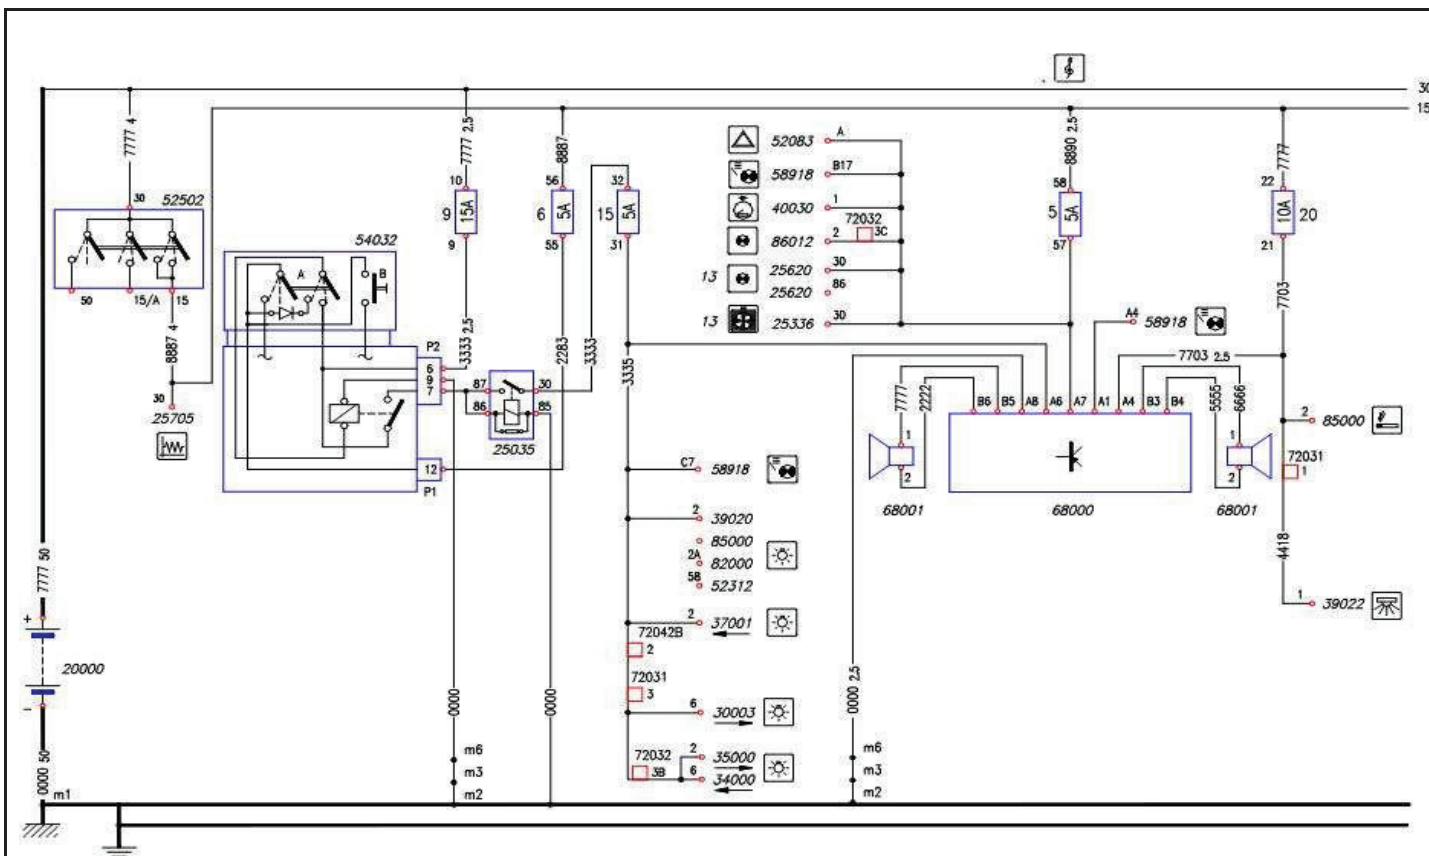 30
15
7777 4
7777 2.5
8887
8890 2.5
7777
52083 A
58918 B17
40030 1
72032
86012 2 3C
13 25620 30
25620 86
13 25336 30
52502
30
50 15/A 15
8887 4
30
25705
54032
A B
10
9 15A
9
56
6 5A
55
32
15 5A
31
58
5 5A
57
22
10A 20
21
3333 2.5
2283
3333
3335
7703
P2
6
9
7
12
P1
87 30
86 85
25035
A4 58918
7703 2.5
7777
2222
B6 B5 A8 A6 A7 A1 A4 B3 B4
5555
6666
1
2
68001
68000
1
2
68001
2 85000
72031
1
4418
1 39022
C7 58918
2 39020
85000
2A 82000
58 52312
2 37001
72042B
2
72031
3
6 30003
72032
3B
2 35000
6 34000
7777 50
+
20000
-
0000 50
m1
0000
0000
m6
m3
m2
0000 2.5
m6
m3
m2